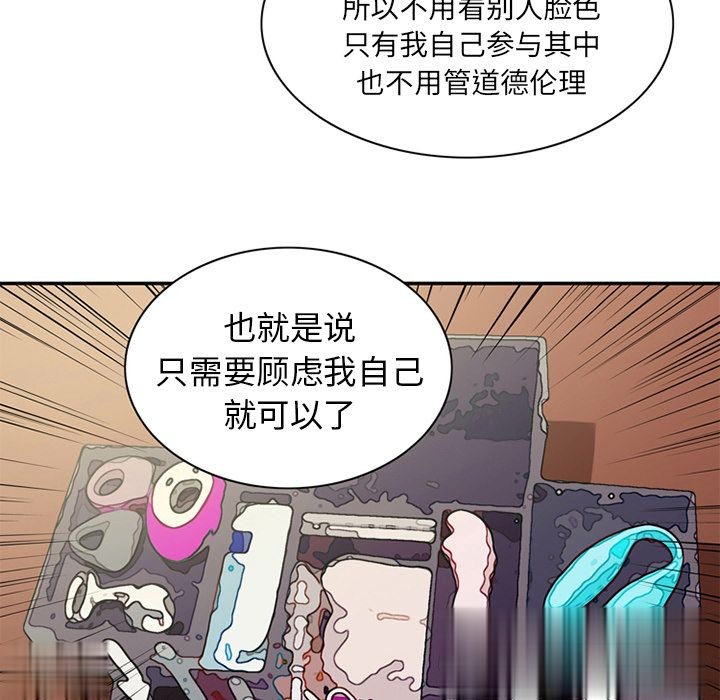 所以不用看别人脸色
只有我自己参与其中
也不用管道德伦理
也就是说
只需要顾虑我自己
就可以了